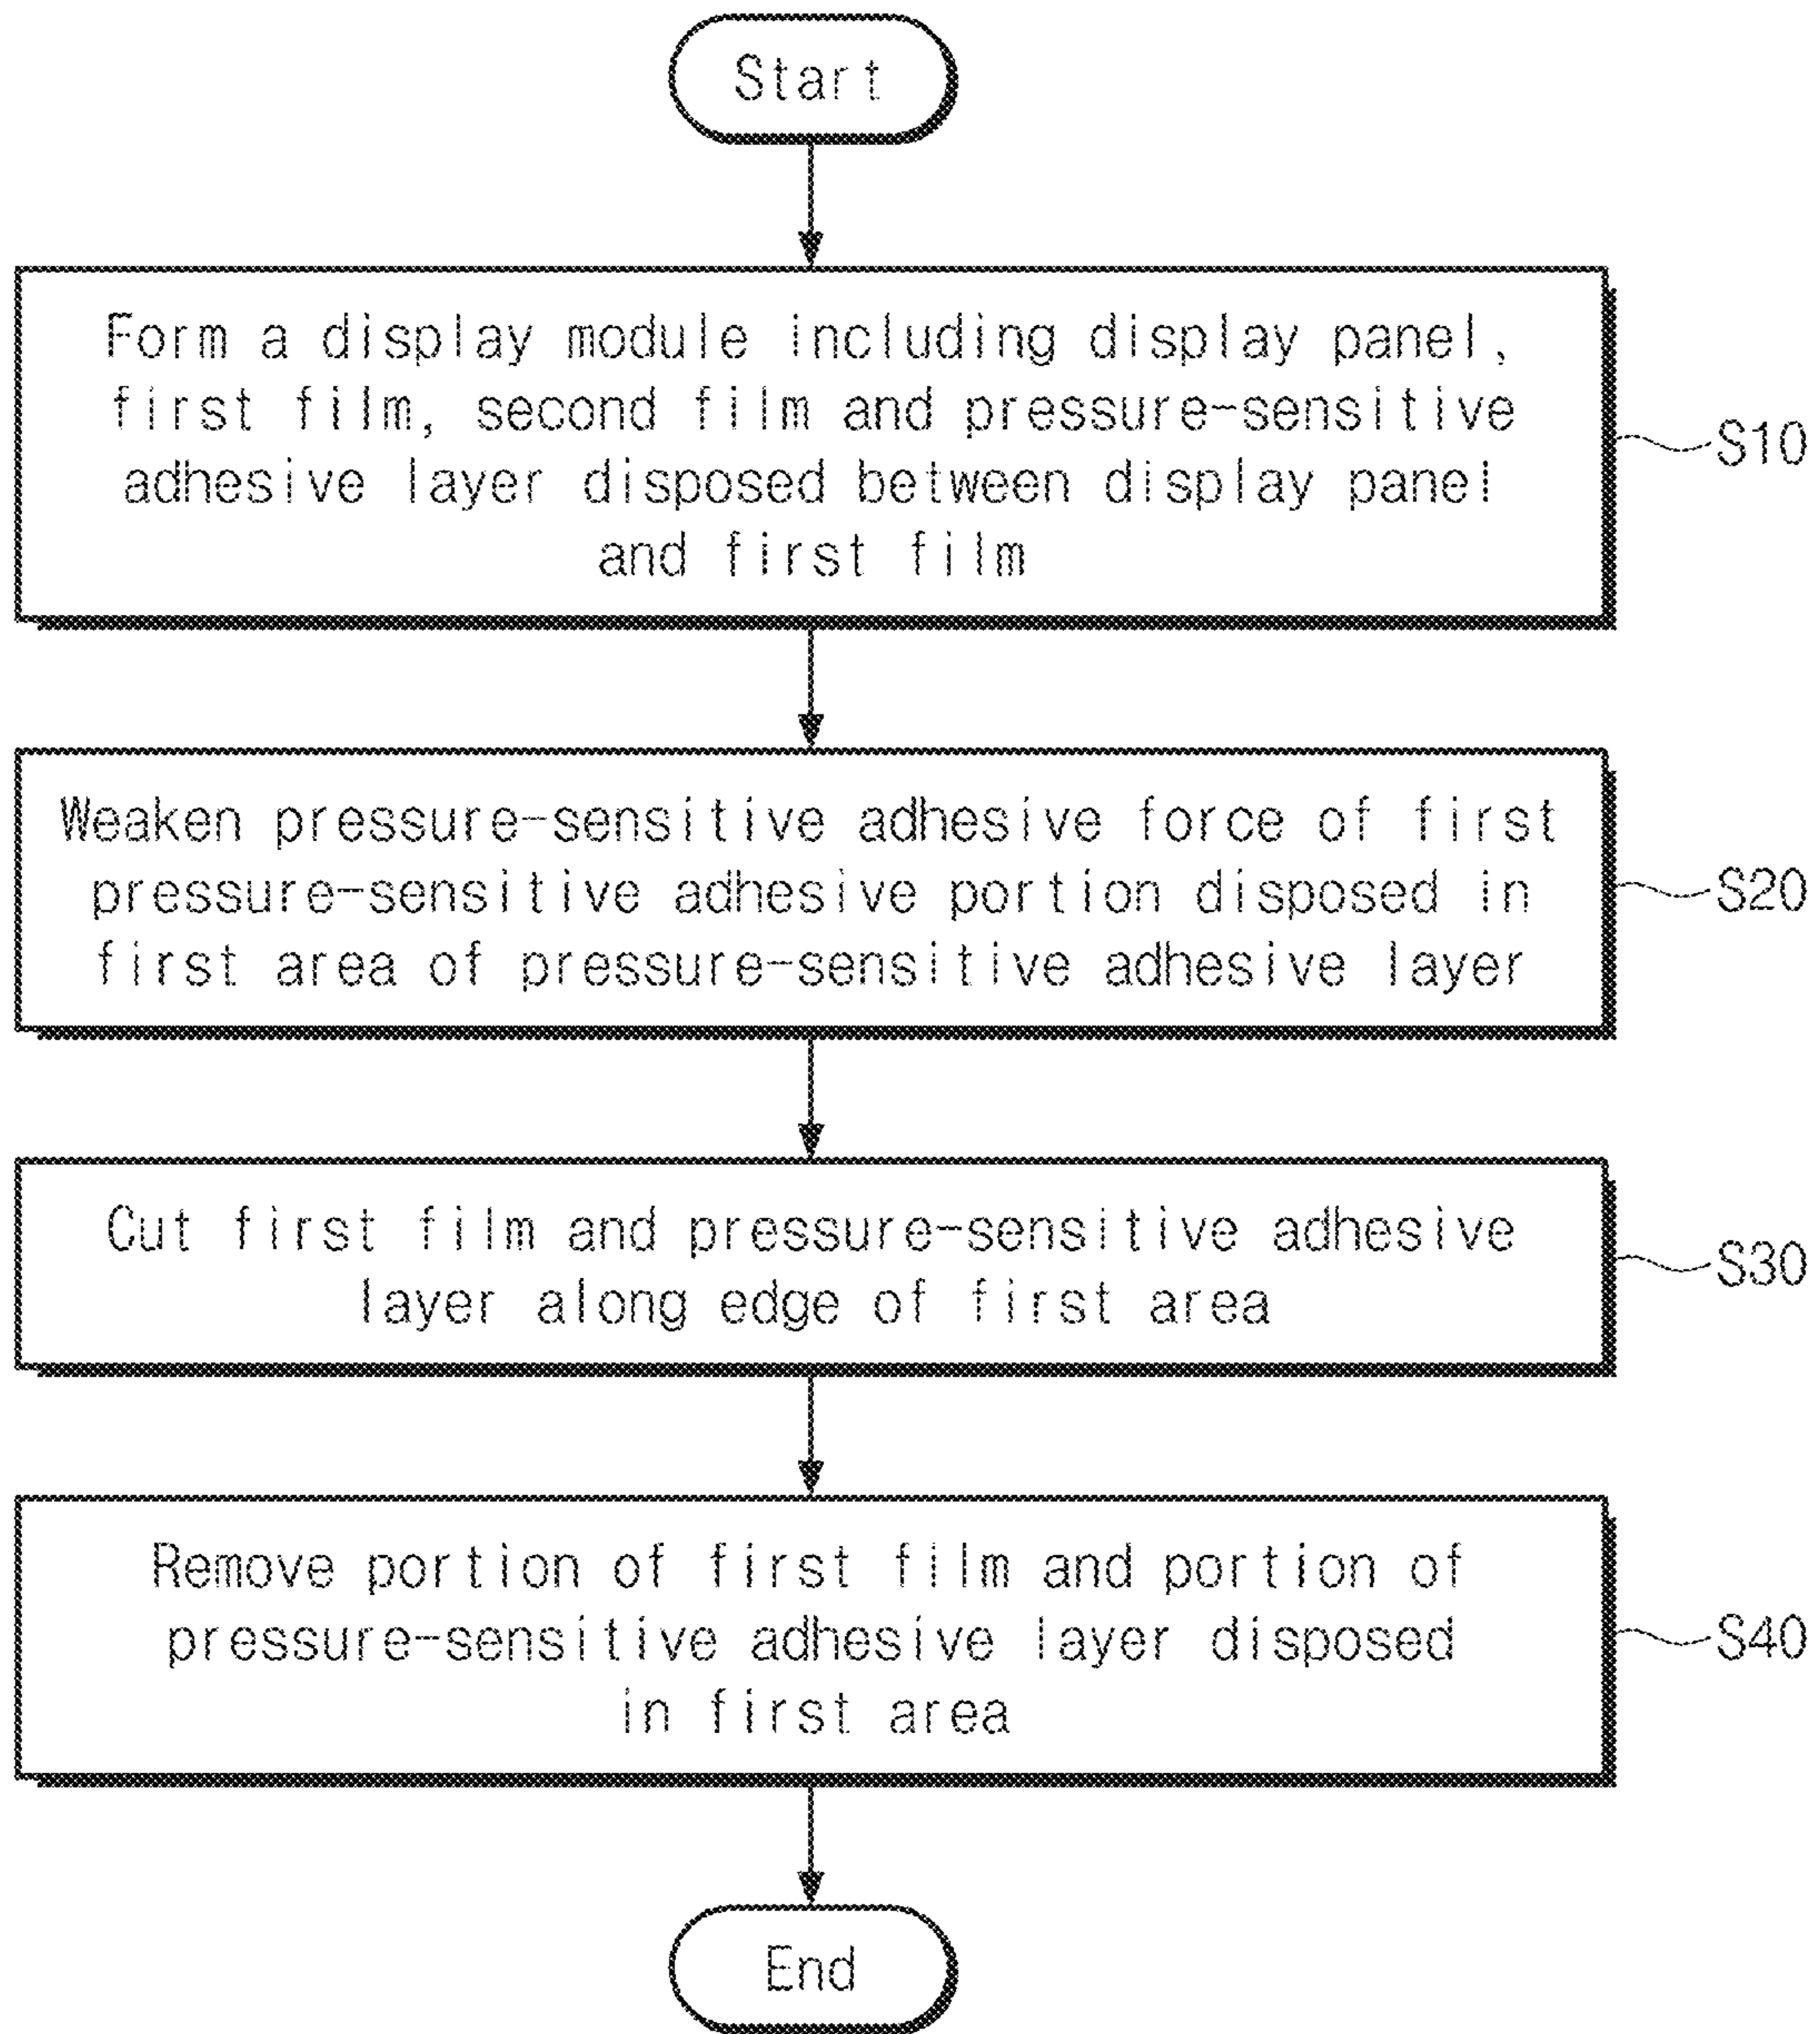 Start
Form a display module including display panel,
first film, second film and pressure-sensitive
adhesive layer disposed between display panel
and first film
S10
Weaken pressure-sensitive adhesive force of first
pressure-sensitive adhesive portion disposed in
first area of pressure-sensitive adhesive layer
S20
Cut first film and pressure-sensitive adhesive
layer along edge of first area
S30
Remove portion of first film and portion of
pressure-sensitive adhesive layer disposed
in first area
S40
End